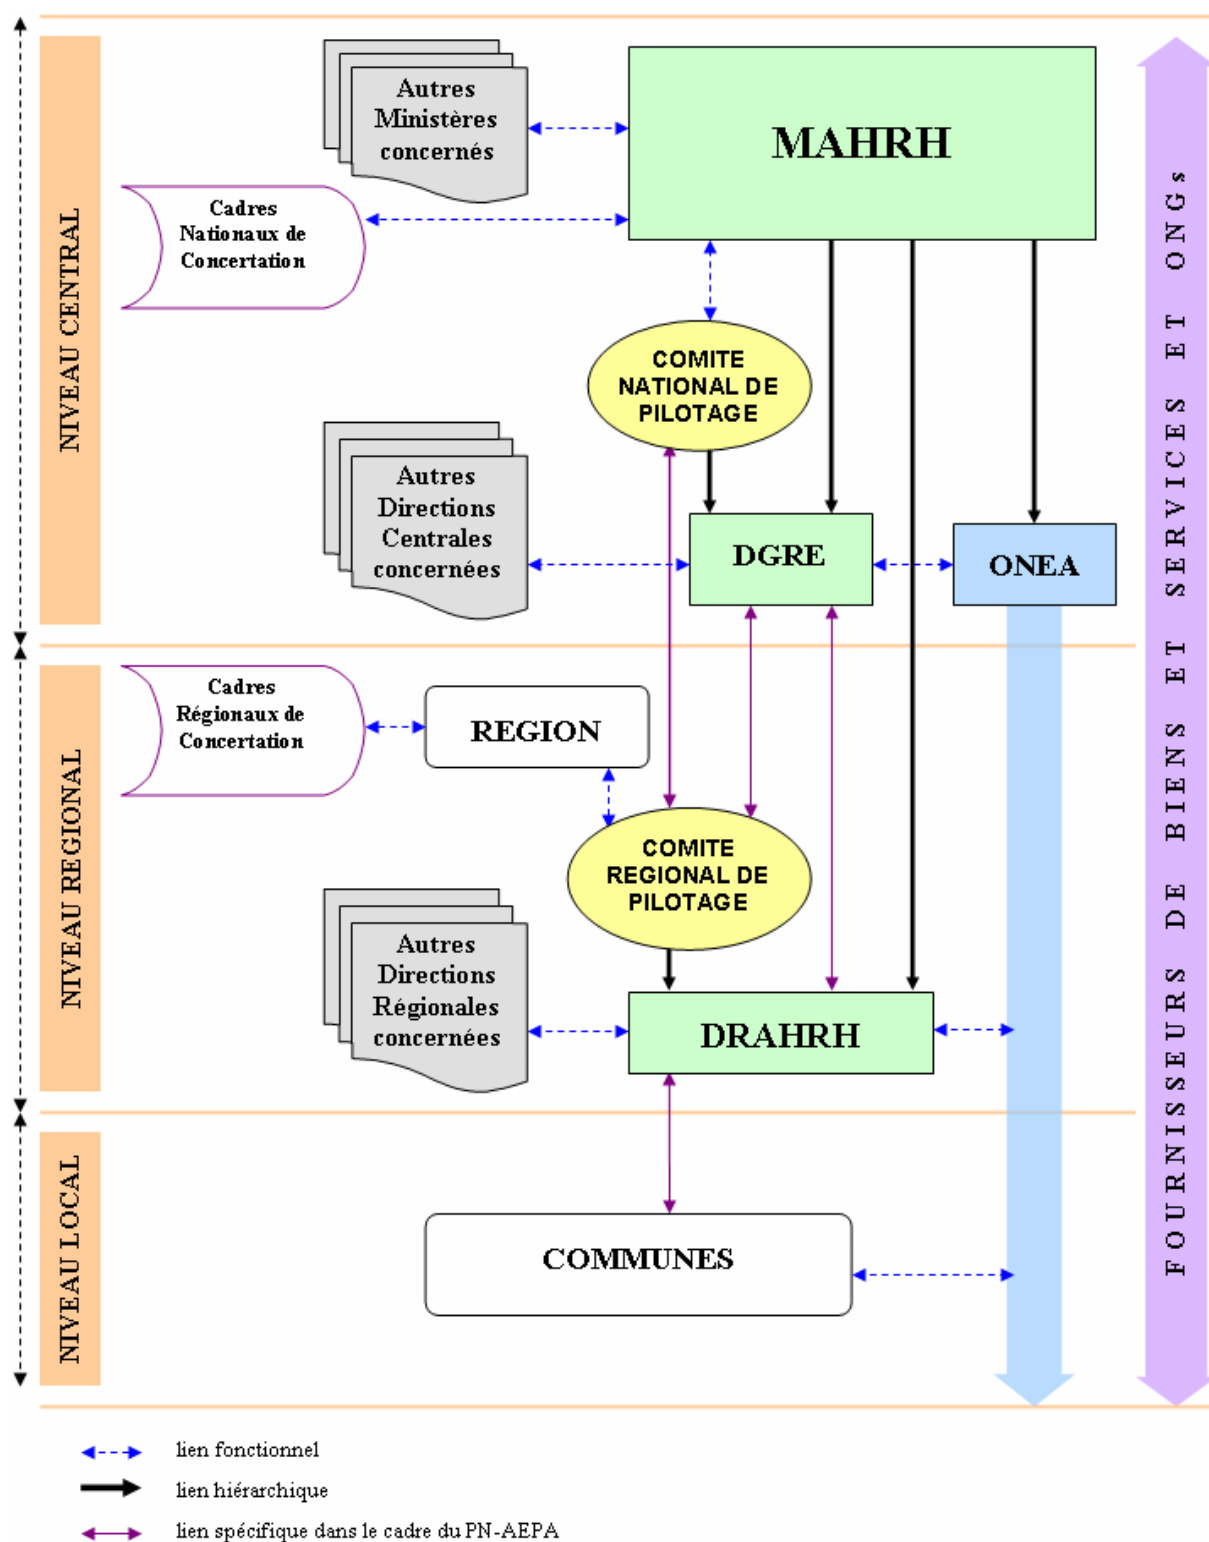 NIVEAU CENTRAL
Autres
Ministères
concernés
MAHRH
Cadres
Nationaux de
Concertation
COMITE
NATIONAL DE
PILOTAGE
Autres
Directions
Centrales
concernées
DGRE
ONEA
NIVEAU REGIONAL
Cadres
Régionaux de
Concertation
REGION
COMITE
REGIONAL DE
PILOTAGE
Autres
Directions
Régionales
concernées
DRAHRH
NIVEAU LOCAL
COMMUNES
FOURNISSEURS DE BIENS ET SERVICES ET ONGs
lien fonctionnel
lien hiérarchique
lien spécifique dans le cadre du PN-AEPA